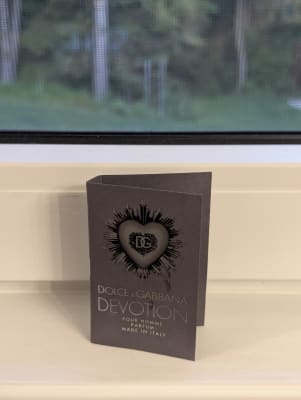 DG
DOLCE & GABBANA
DEVOTION
POUR HOMME
PARFUM
MADE IN ITALY